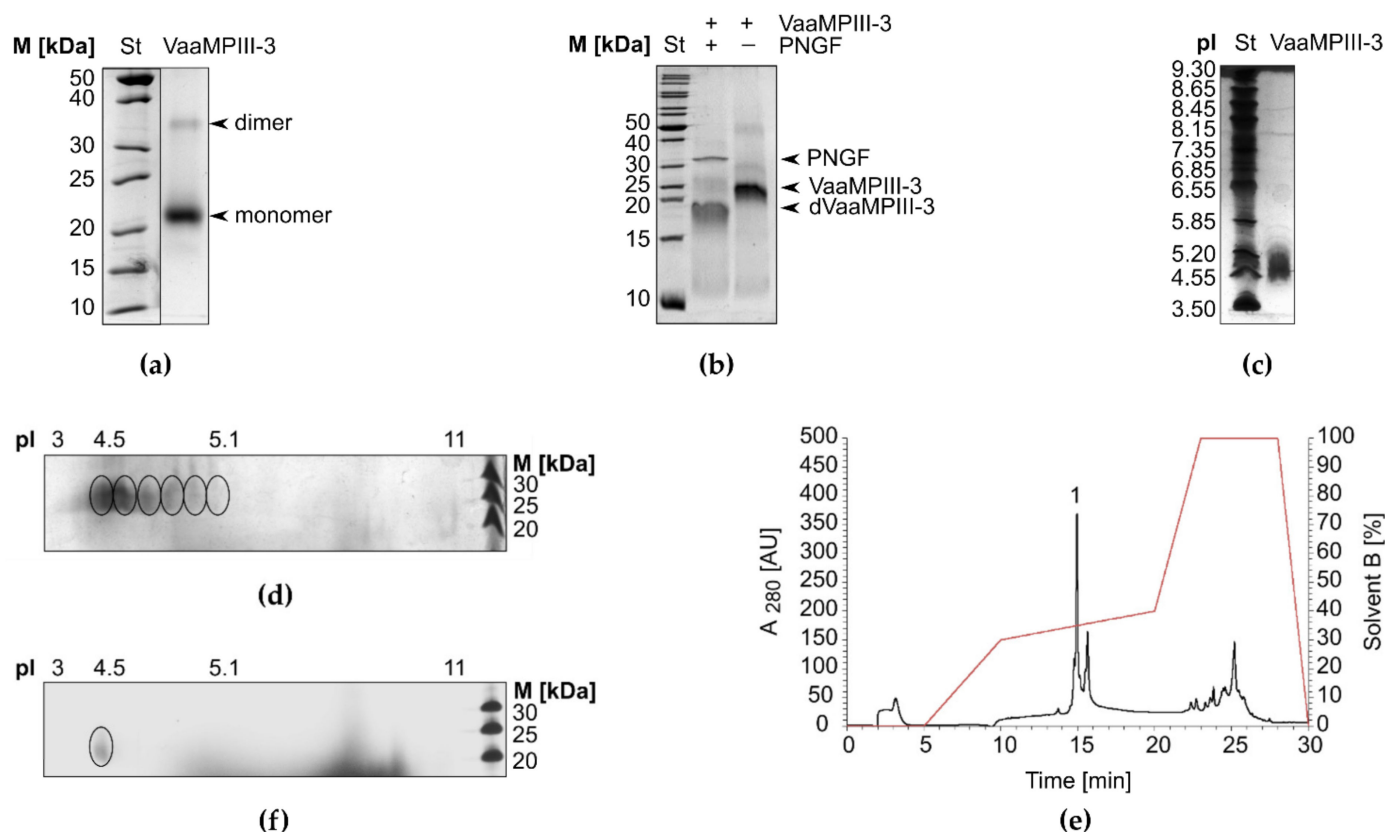 M [kDa] St VaaMPIII-3
50
40
30
25
20
15
10
dimer
monomer
(a)
+ + VaaMPIII-3
M [kDa] St + – PNGF
50
40
30
25
20
15
10
PNGF
VaaMPIII-3
dVaaMPIII-3
(b)
pI St VaaMPIII-3
9.30
8.65
8.45
8.15
7.35
6.85
6.55
5.85
5.20
4.55
3.50
(c)
pI 3 4.5 5.1 11
M [kDa]
30
25
20
(d)
pI 3 4.5 5.1 11
M [kDa]
30
25
20
(f)
500
450
400
350
300
250
200
150
100
50
0
A 280 [AU]
1
100
90
80
70
60
50
40
30
20
10
0
Solvent B [%]
0 5 10 15 20 25 30
Time [min]
(e)